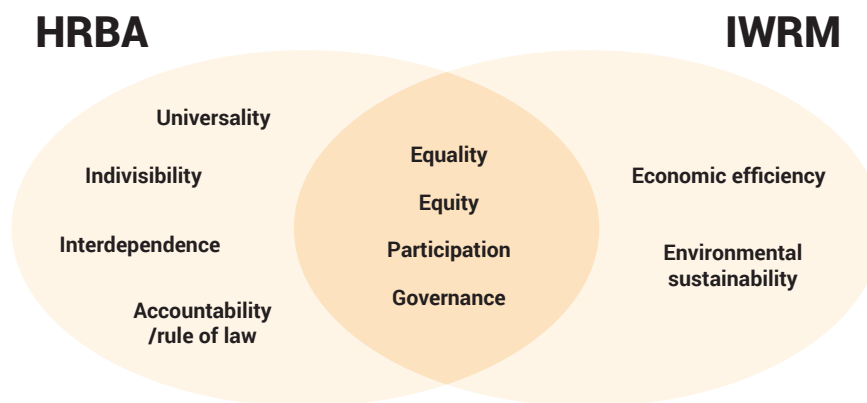 HRBA
IWRM
Universality
Indivisibility
Interdependence
Accountability
/rule of law
Equality
Equity
Participation
Governance
Economic efficiency
Environmental
sustainability